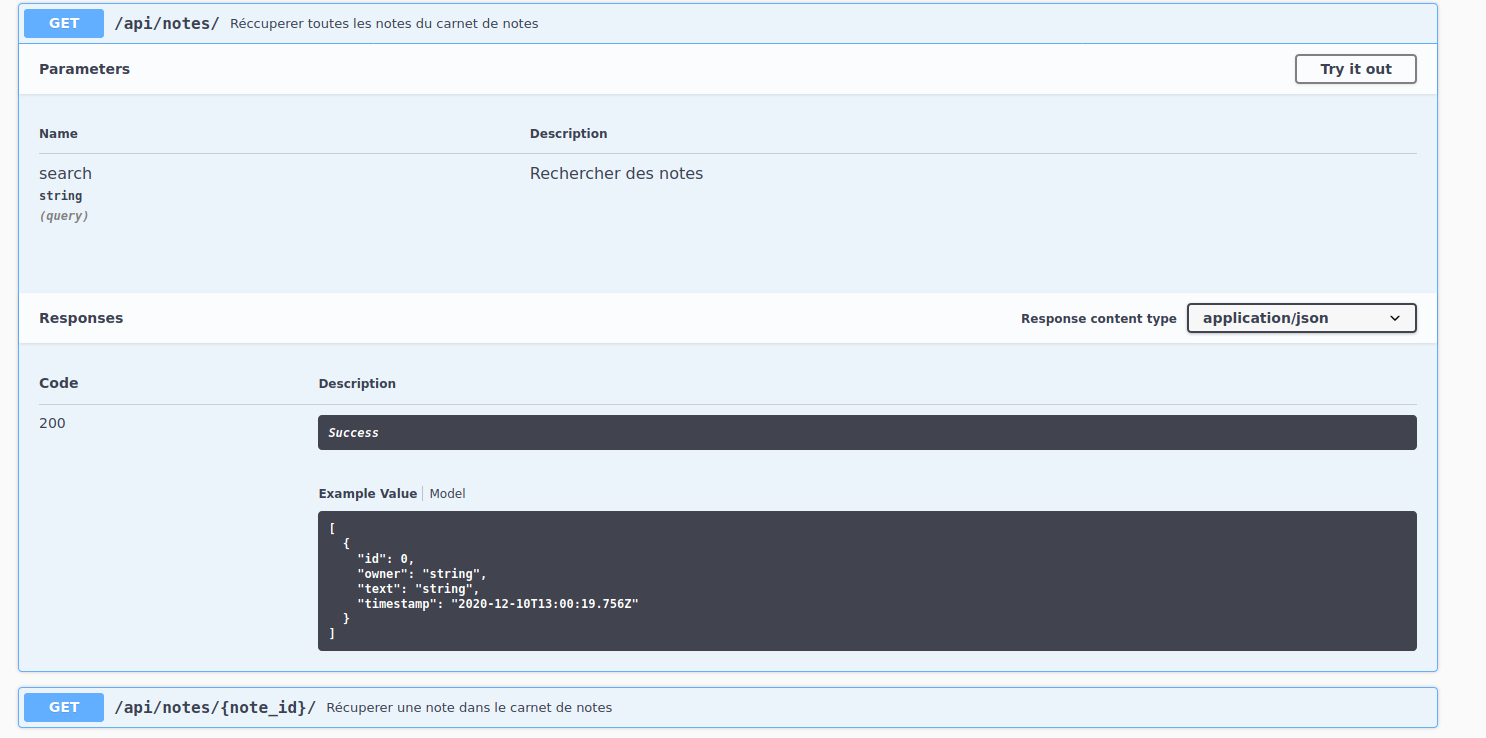 GET /api/notes/ Réccuperer toutes les notes du carnet de notes
Parameters Try it out
Name Description
search Rechercher des notes
string
(query)
Responses Response content type application/json
Code Description
200 Success
Example Value Model
[
  {
    "id": 0,
    "owner": "string",
    "text": "string",
    "timestamp": "2020-12-10T13:00:19.756Z"
  }
]
GET /api/notes/{note_id}/ Récuperer une note dans le carnet de notes